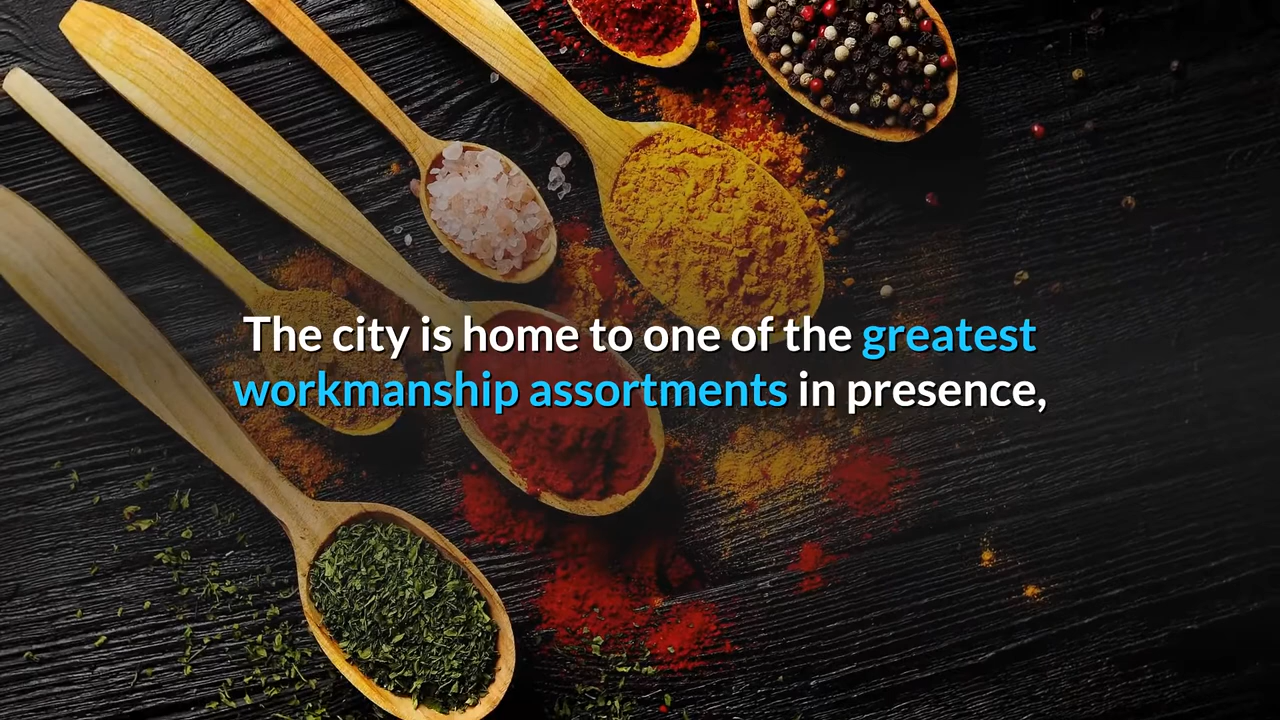 The city is home to one of the greatest
workmanship assortments in presence,